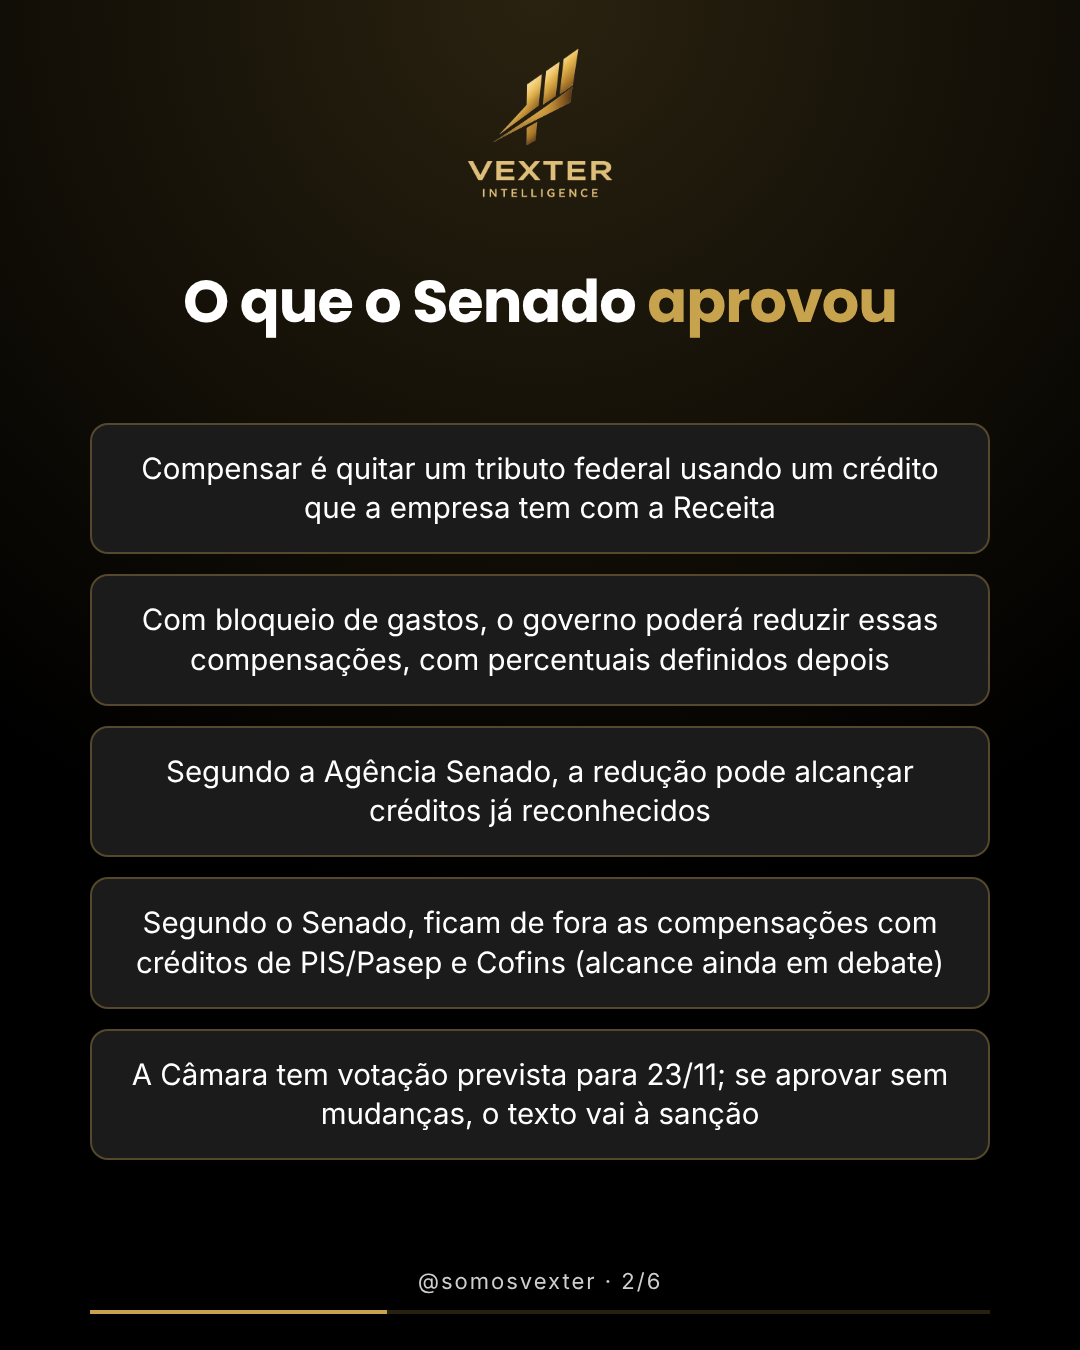 VEXTER
INTELLIGENCE
O que o Senado aprovou
Compensar é quitar um tributo federal usando um crédito
que a empresa tem com a Receita
Com bloqueio de gastos, o governo poderá reduzir essas
compensações, com percentuais definidos depois
Segundo a Agência Senado, a redução pode alcançar
créditos já reconhecidos
Segundo o Senado, ficam de fora as compensações com
créditos de PIS/Pasep e Cofins (alcance ainda em debate)
A Câmara tem votação prevista para 23/11; se aprovar sem
mudanças, o texto vai à sanção
@somosvexter · 2/6